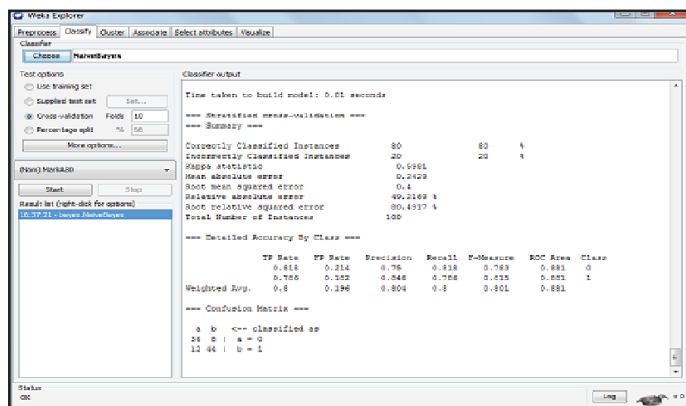 Weka Explorer
Preprocess Classify Cluster Associate Select attributes Visualize
Classifier
Choose NaiveBayes
Test options
Use training set
Supplied test set Set...
Cross-validation Folds 10
Percentage split % 66
More options...
(Nom) MarkA80
Start Stop
Result list (right-click for options)
16:37:21 - bayes.NaiveBayes
Classifier output
Time taken to build model: 0.01 seconds
=== Stratified cross-validation ===
=== Summary ===
Correctly Classified Instances 80 80 %
Incorrectly Classified Instances 20 20 %
Kappa statistic 0.5981
Mean absolute error 0.2429
Root mean squared error 0.4
Relative absolute error 49.2169 %
Root relative squared error 80.4917 %
Total Number of Instances 100
=== Detailed Accuracy By Class ===
TP Rate FP Rate Precision Recall F-Measure ROC Area Class
0.818 0.214 0.75 0.818 0.783 0.881 0
0.786 0.182 0.846 0.786 0.815 0.881 1
Weighted Avg. 0.8 0.196 0.804 0.8 0.801 0.881
=== Confusion Matrix ===
a b <-- classified as
36 8 | a = 0
12 44 | b = 1
Status
OK
Log
x 0